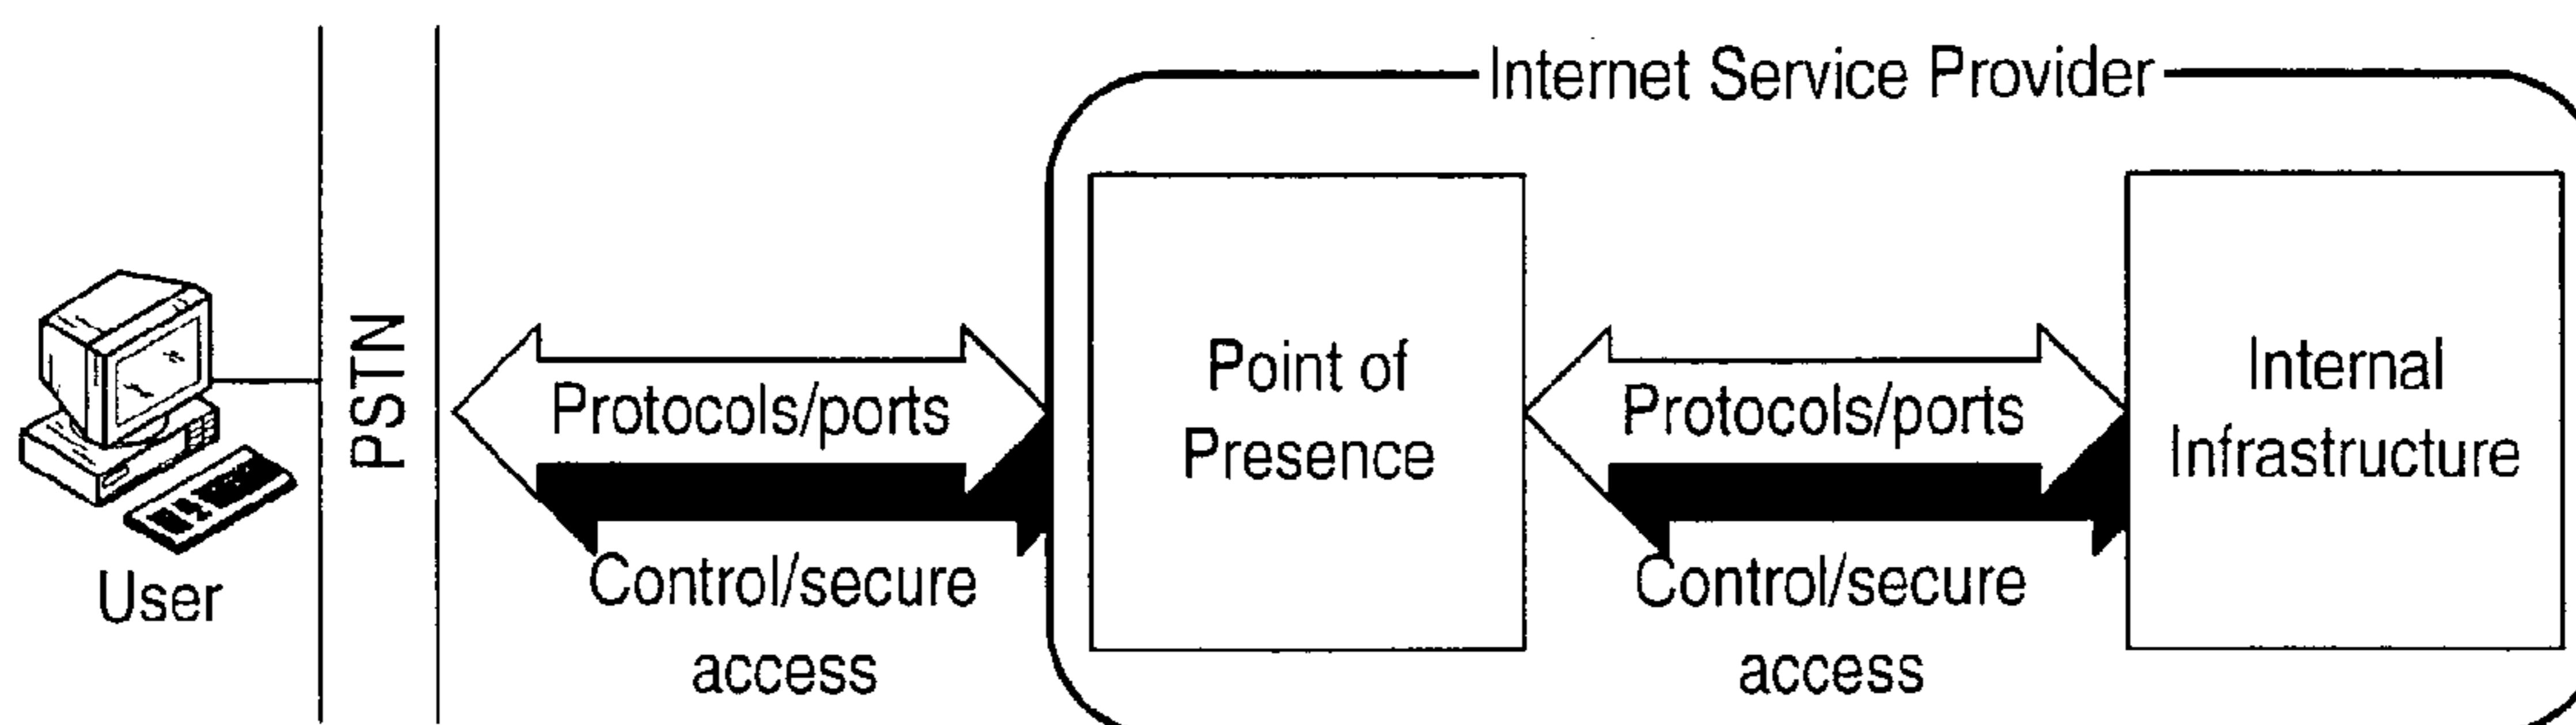 Internet Service Provider
User
PSTN
Protocols/ports
Control/secure
access
Point of
Presence
Protocols/ports
Control/secure
access
Internal
Infrastructure